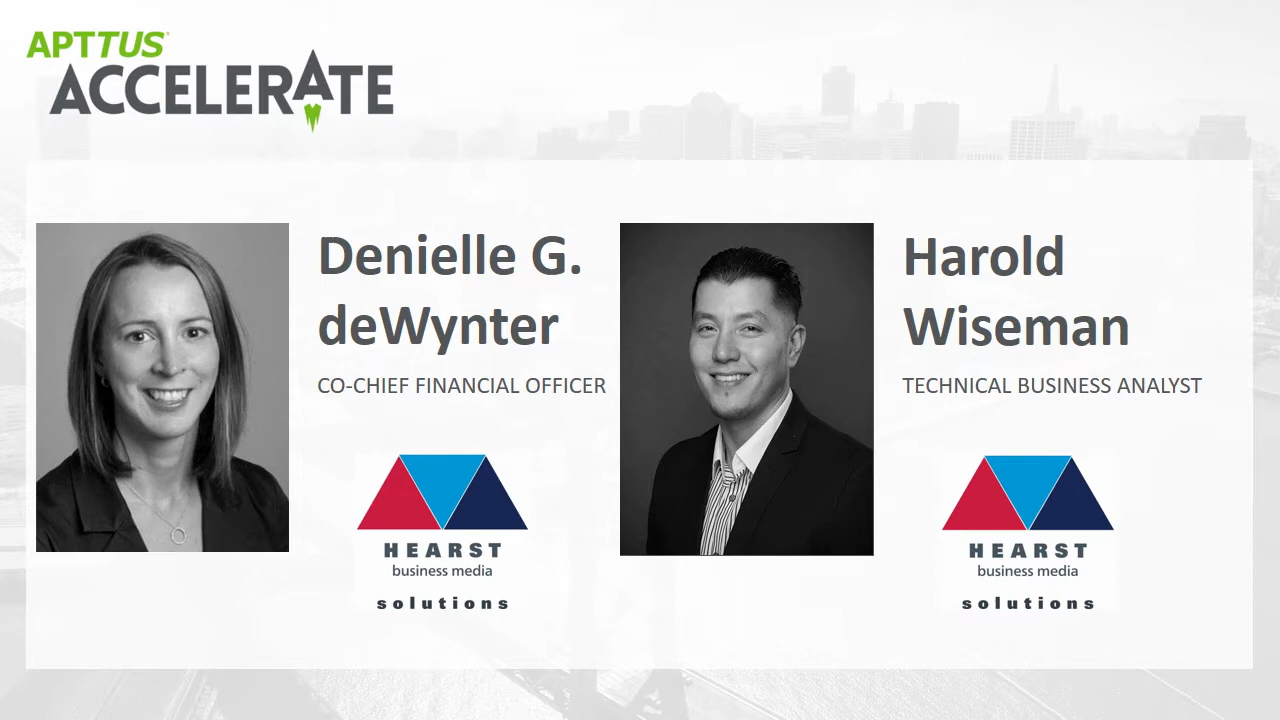 APTTUS
ACCELERATE
Denielle G.
deWynter
CO-CHIEF FINANCIAL OFFICER
HEARST
business media
solutions
Harold
Wiseman
TECHNICAL BUSINESS ANALYST
HEARST
business media
solutions